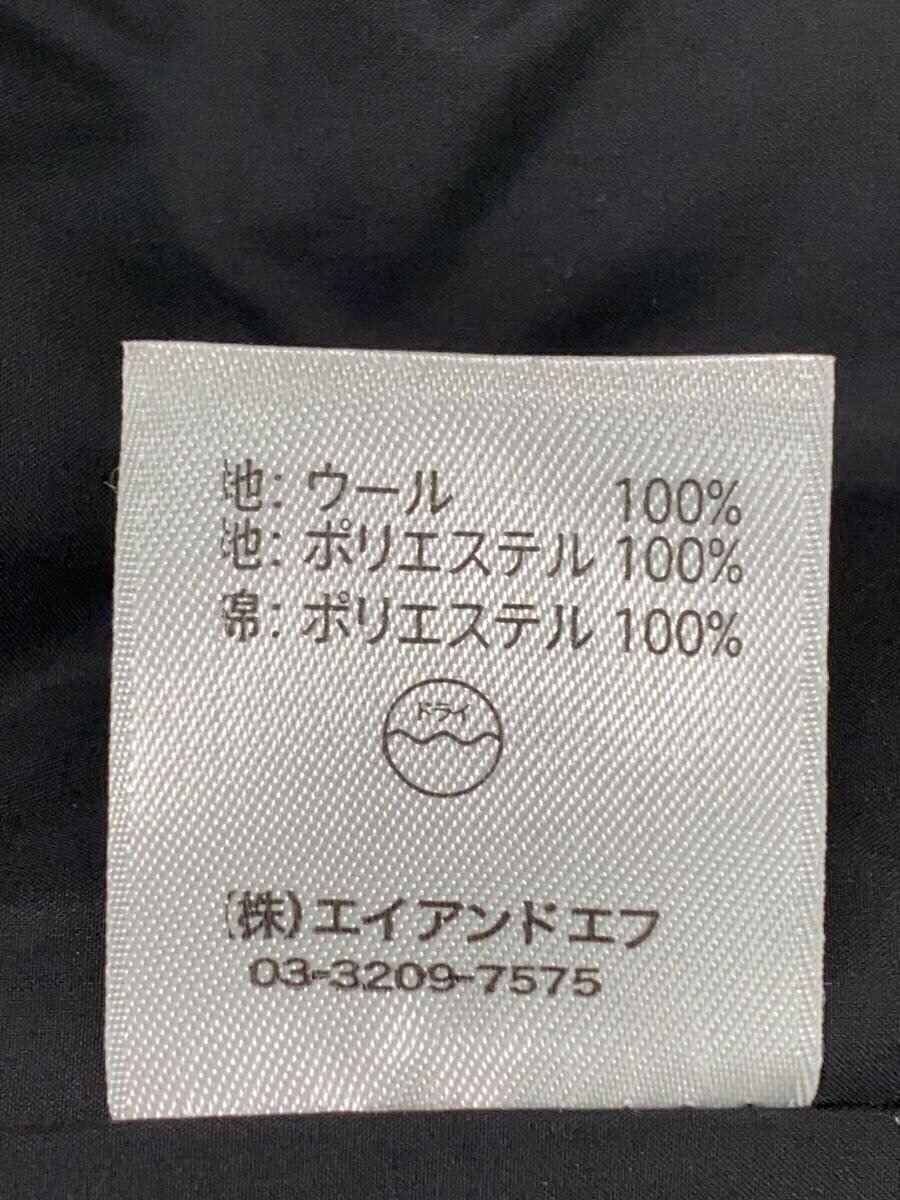 地: ウール 100%
地: ポリエステル 100%
綿: ポリエステル 100%
ドライ
(株)エイアンドエフ
03-3209-7575